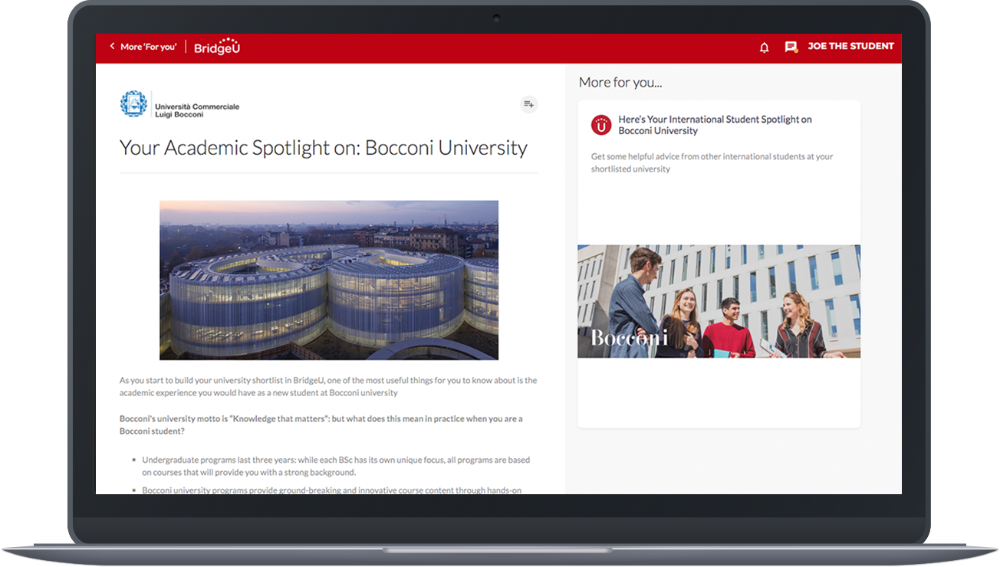 More 'For you'
BridgeU
JOE THE STUDENT
Università Commerciale
Luigi Bocconi
Your Academic Spotlight on: Bocconi University
As you start to build your university shortlist in BridgeU, one of the most useful things for you to know about is the
academic experience you would have as a new student at Bocconi university
Bocconi's university motto is “Knowledge that matters”: but what does this mean in practice when you are a
Bocconi student?
Undergraduate programs last three years: while each BSc has its own unique focus, all programs are based
on courses that will provide you with a strong background.
Bocconi university programs provide ground-breaking and innovative course content through hands-on
More for you...
Here's Your International Student Spotlight on
Bocconi University
Get some helpful advice from other international students at your
shortlisted university
Bocconi